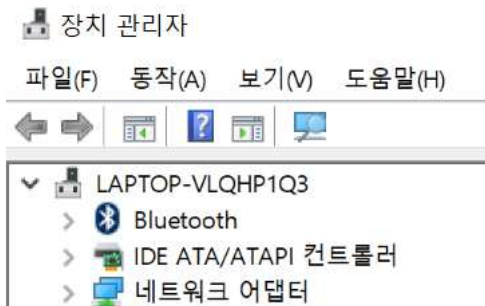 장치 관리자
파일(F) 동작(A) 보기(V) 도움말(H)
LAPTOP-VLQHP1Q3
Bluetooth
IDE ATA/ATAPI 컨트롤러
네트워크 어댑터